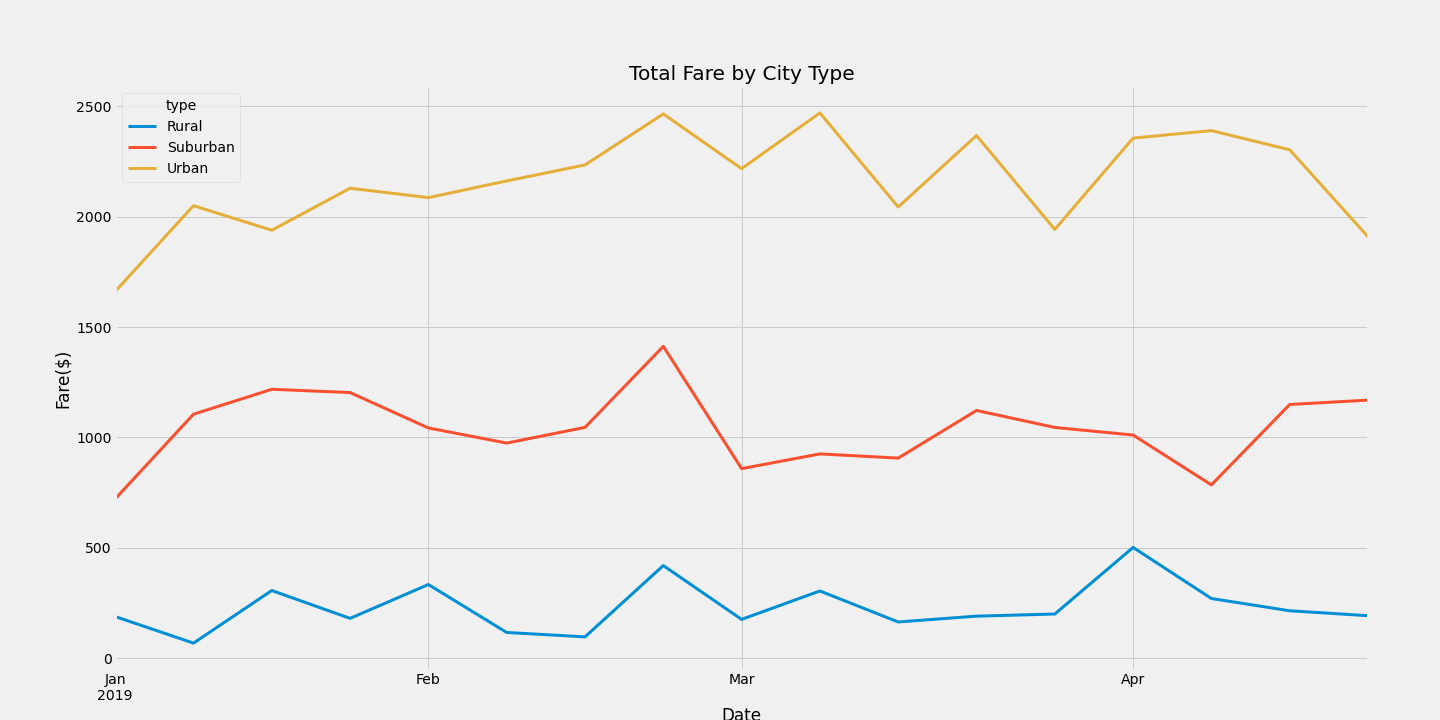 Total Fare by City Type
type
Rural
Suburban
Urban
2500
2000
1500
1000
500
0
Fare($)
Jan
2019
Feb
Mar
Apr
Date